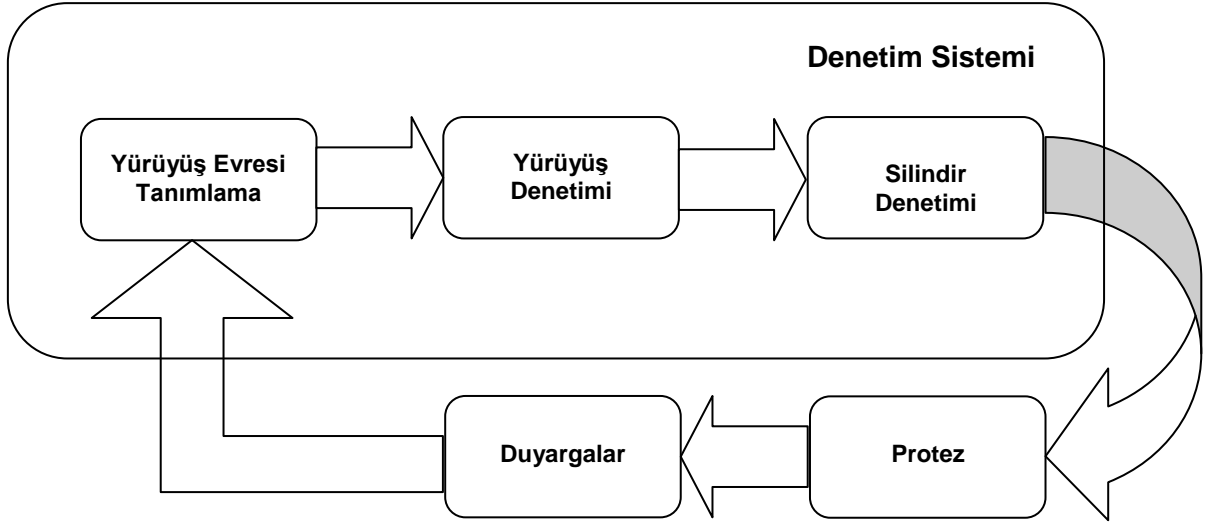 Denetim Sistemi
Yürüyüş Evresi
Tanımlama
Yürüyüş
Denetimi
Silindir
Denetimi
Duyargalar
Protez